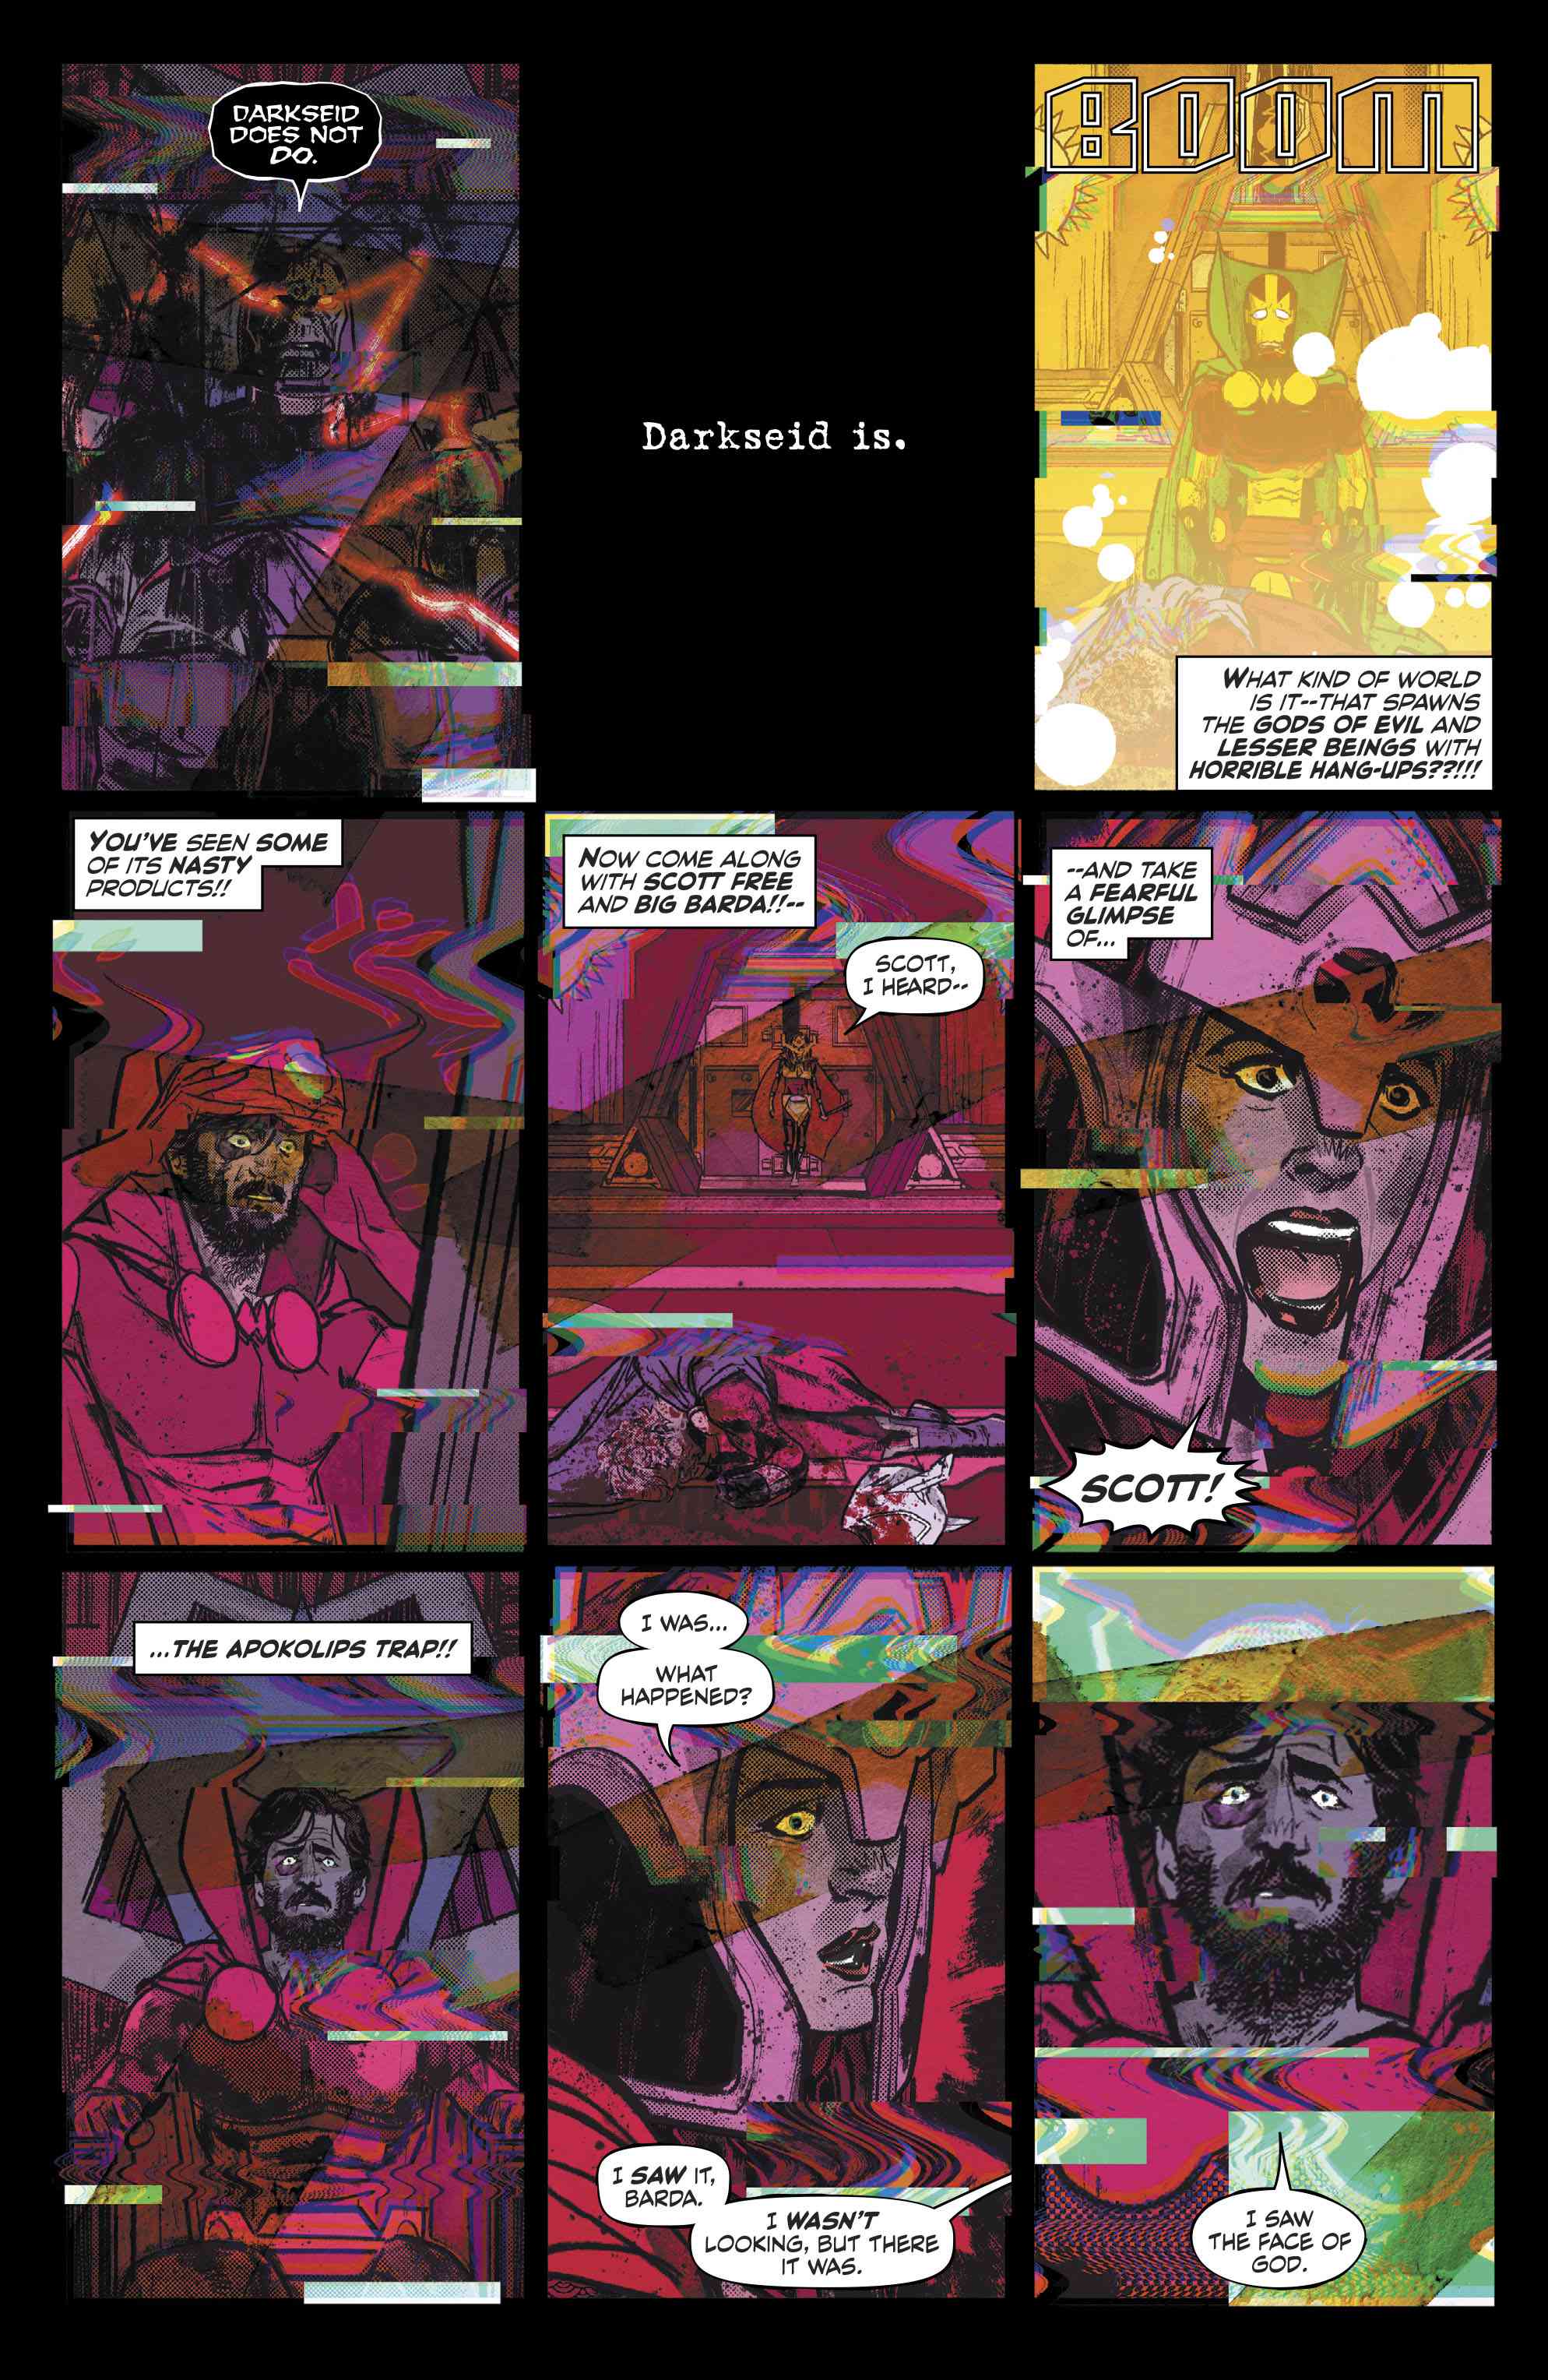 DARKSEID
DOES NOT
DO.
Darkseid is.
BOOM
WHAT KIND OF WORLD
IS IT--THAT SPAWNS
THE GODS OF EVIL AND
LESSER BEINGS WITH
HORRIBLE HANG-UPS??!!!
YOU'VE SEEN SOME
OF ITS NASTY
PRODUCTS!!
NOW COME ALONG
WITH SCOTT FREE
AND BIG BARDA!!--
SCOTT,
I HEARD--
--AND TAKE
A FEARFUL
GLIMPSE
OF...
SCOTT!
...THE APOKOLIPS TRAP!!
I WAS...
WHAT
HAPPENED?
I SAW IT,
BARDA.
I WASN'T
LOOKING, BUT THERE
IT WAS.
I SAW
THE FACE OF
GOD.